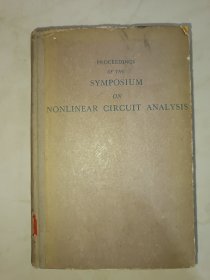 PROCEEDINGS
OF THE
SYMPOSIUM
ON
NONLINEAR CIRCUIT ANALYSIS